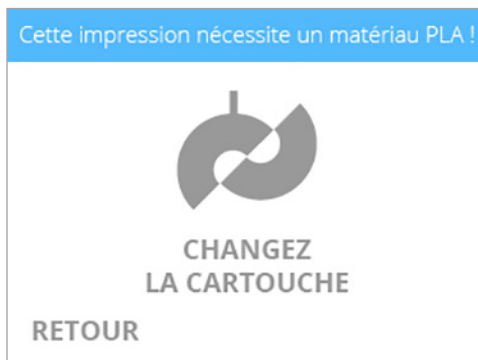 Cette impression nécessite un matériau PLA !
CHANGEZ
LA CARTOUCHE
RETOUR